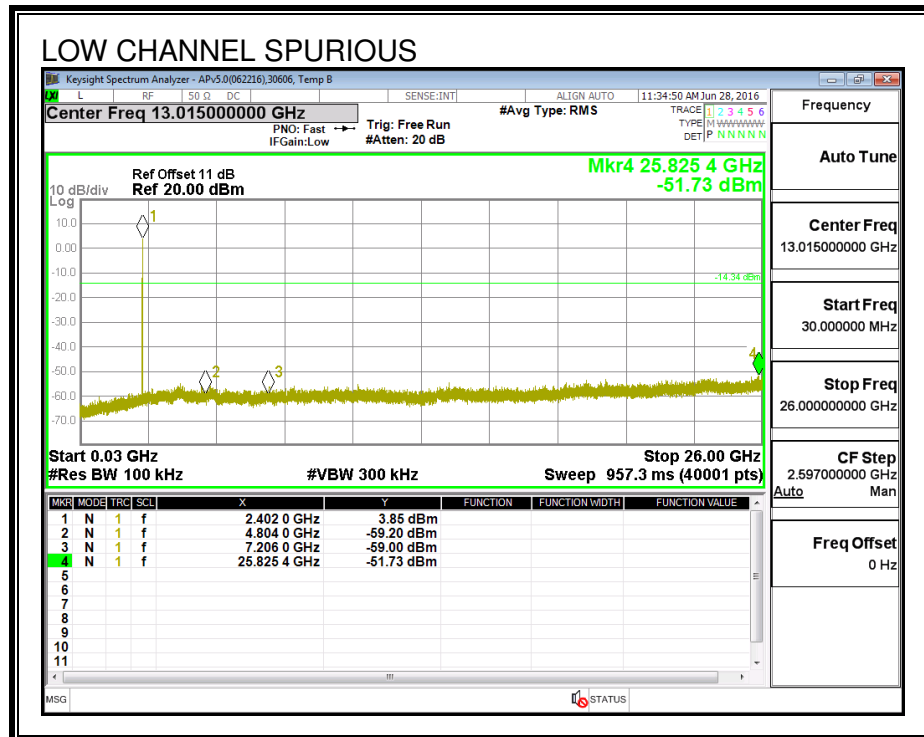 LOW CHANNEL SPURIOUS
Keysight Spectrum Analyzer - APv5.0(062216),30606, Temp B
LXI L RF 50 Ω DC SENSE:INT ALIGN AUTO 11:34:50 AM Jun 28, 2016
Center Freq 13.015000000 GHz
#Avg Type: RMS
TRACE 1 2 3 4 5 6
TYPE M WWWWW
DET P N N N N N
PNO: Fast
IFGain:Low
Trig: Free Run
#Atten: 20 dB
Frequency
Auto Tune
Center Freq
13.015000000 GHz
Start Freq
30.000000 MHz
Stop Freq
26.000000000 GHz
CF Step
2.597000000 GHz
Auto Man
Freq Offset
0 Hz
Mkr4 25.825 4 GHz
-51.73 dBm
Ref Offset 11 dB
10 dB/div Ref 20.00 dBm
Log
10.0
0.00
-10.0
-20.0
-30.0
-40.0
-50.0
-60.0
-70.0
1
2
3
4
-14.34 dBm
Start 0.03 GHz Stop 26.00 GHz
#Res BW 100 kHz #VBW 300 kHz Sweep 957.3 ms (40001 pts)
MKR MODE TRC SCL X Y FUNCTION FUNCTION WIDTH FUNCTION VALUE
1 N 1 f 2.402 0 GHz 3.85 dBm
2 N 1 f 4.804 0 GHz -59.20 dBm
3 N 1 f 7.206 0 GHz -59.00 dBm
4 N 1 f 25.825 4 GHz -51.73 dBm
5
6
7
8
9
10
11
MSG STATUS